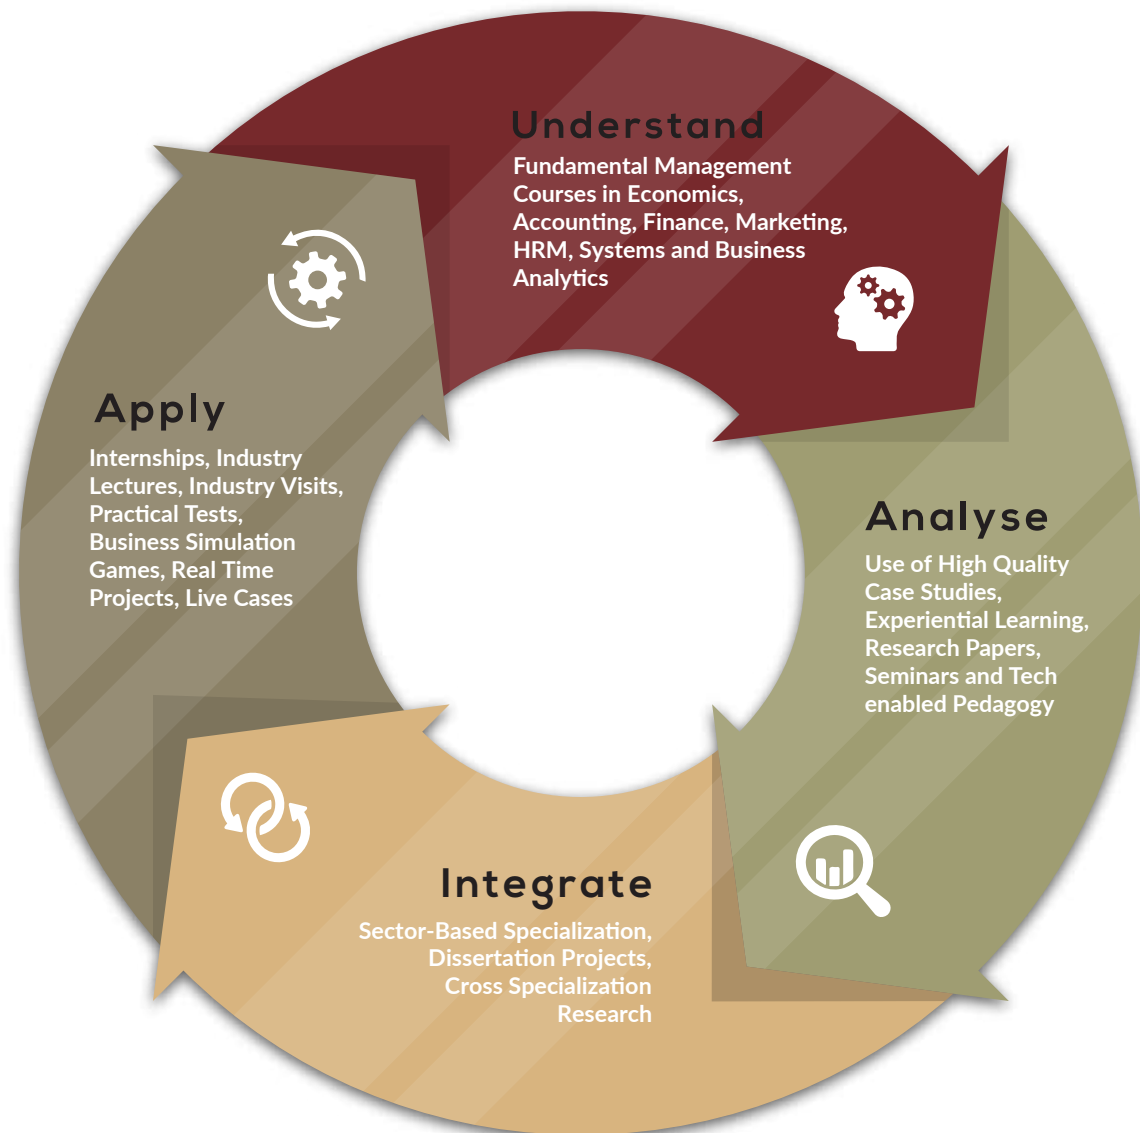 Understand
Fundamental Management
Courses in Economics,
Accounting, Finance, Marketing,
HRM, Systems and Business
Analytics
Analyse
Use of High Quality
Case Studies,
Experiential Learning,
Research Papers,
Seminars and Tech
enabled Pedagogy
Integrate
Sector-Based Specialization,
Dissertation Projects,
Cross Specialization
Research
Apply
Internships, Industry
Lectures, Industry Visits,
Practical Tests,
Business Simulation
Games, Real Time
Projects, Live Cases